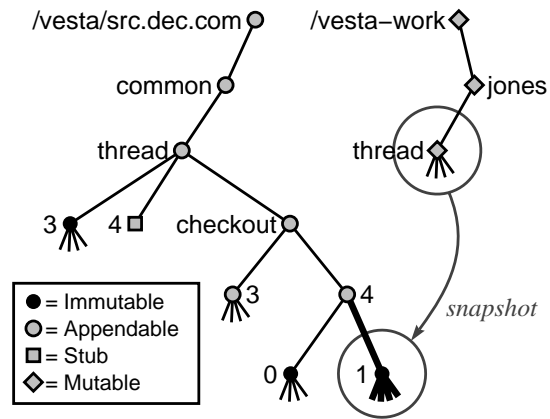 /vesta/src.dec.com
/vesta−work
common
jones
thread
thread
3
4
checkout
3
4
= Immutable
= Appendable
= Stub
= Mutable
snapshot
0
1